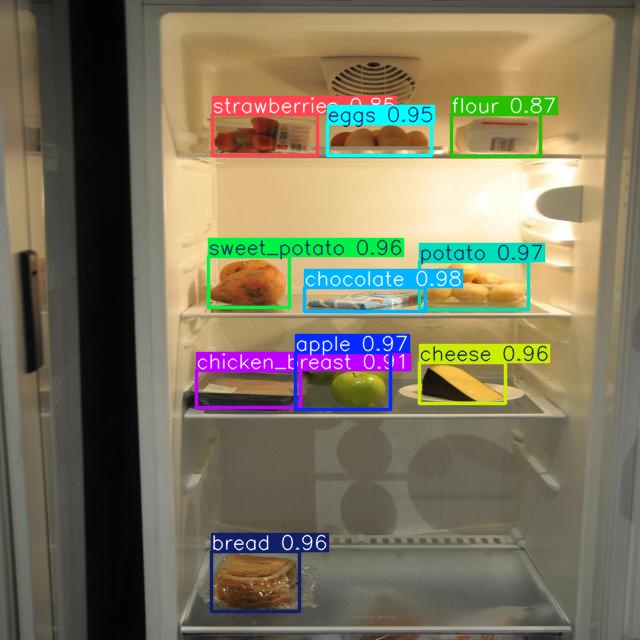 strawberries 0.85
eggs 0.95
flour 0.87
sweet_potato 0.96
chocolate 0.98
potato 0.97
apple 0.97
chicken_breast 0.91
cheese 0.96
bread 0.96